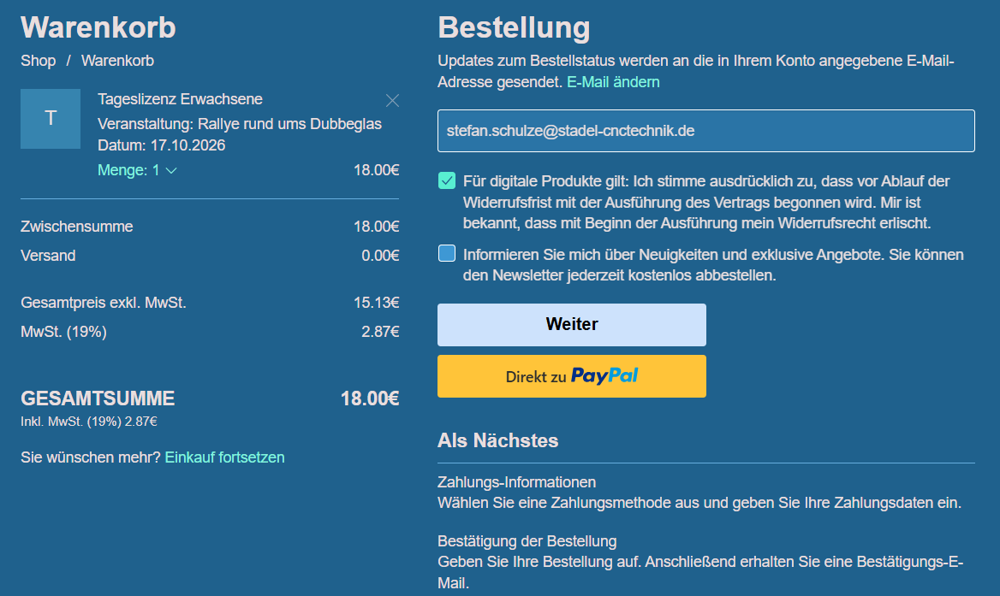 Warenkorb
Shop / Warenkorb
T
Tageslizenz Erwachsene
Veranstaltung: Rallye rund ums Dubbeglas
Datum: 17.10.2026
Menge: 1
18.00€
Zwischensumme 18.00€
Versand 0.00€
Gesamtpreis exkl. MwSt. 15.13€
MwSt. (19%) 2.87€
GESAMTSUMME 18.00€
Inkl. MwSt. (19%) 2.87€
Sie wünschen mehr? Einkauf fortsetzen
Bestellung
Updates zum Bestellstatus werden an die in Ihrem Konto angegebene E-Mail-
Adresse gesendet. E-Mail ändern
stefan.schulze@stadel-cnctechnik.de
Für digitale Produkte gilt: Ich stimme ausdrücklich zu, dass vor Ablauf der
Widerrufsfrist mit der Ausführung des Vertrags begonnen wird. Mir ist
bekannt, dass mit Beginn der Ausführung mein Widerrufsrecht erlischt.
Informieren Sie mich über Neuigkeiten und exklusive Angebote. Sie können
den Newsletter jederzeit kostenlos abbestellen.
Weiter
Direkt zu PayPal
Als Nächstes
Zahlungs-Informationen
Wählen Sie eine Zahlungsmethode aus und geben Sie Ihre Zahlungsdaten ein.
Bestätigung der Bestellung
Geben Sie Ihre Bestellung auf. Anschließend erhalten Sie eine Bestätigungs-E-
Mail.